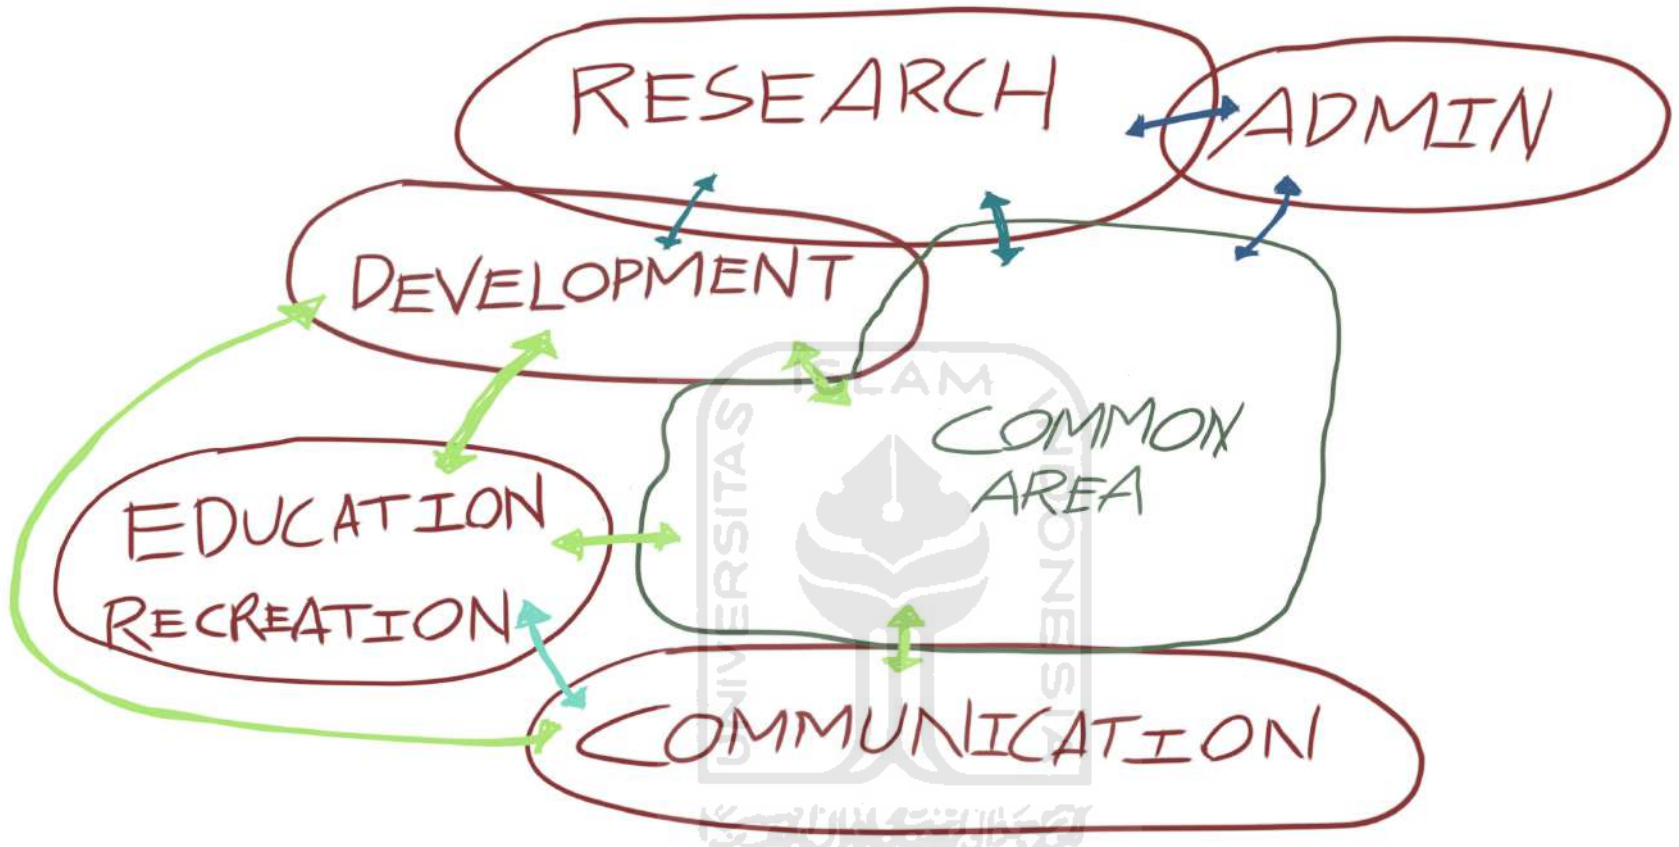 RESEARCH
ADMIN
DEVELOPMENT
COMMON
AREA
EDUCATION
RECREATION
COMMUNICATION
UNIVERSITAS
ISLAM
INDONESIA